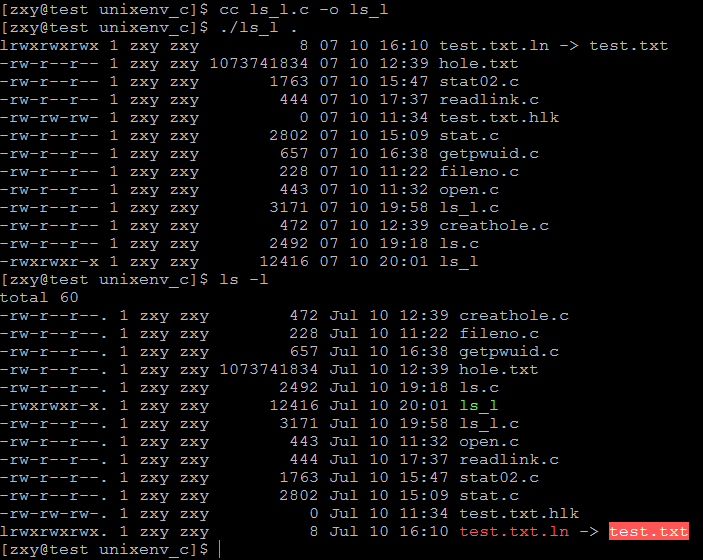 [zxy@test unixenv_c]$ cc ls_l.c -o ls_l
[zxy@test unixenv_c]$ ./ls_l .
lrwxrwxrwx 1 zxy zxy          8 07 10 16:10 test.txt.ln -> test.txt
-rw-r--r-- 1 zxy zxy 1073741834 07 10 12:39 hole.txt
-rw-r--r-- 1 zxy zxy       1763 07 10 15:47 stat02.c
-rw-r--r-- 1 zxy zxy        444 07 10 17:37 readlink.c
-rw-rw-rw- 1 zxy zxy          0 07 10 11:34 test.txt.hlk
-rw-r--r-- 1 zxy zxy       2802 07 10 15:09 stat.c
-rw-r--r-- 1 zxy zxy        657 07 10 16:38 getpwuid.c
-rw-r--r-- 1 zxy zxy        228 07 10 11:22 fileno.c
-rw-r--r-- 1 zxy zxy        443 07 10 11:32 open.c
-rw-r--r-- 1 zxy zxy       3171 07 10 19:58 ls_l.c
-rw-r--r-- 1 zxy zxy        472 07 10 12:39 creathole.c
-rw-r--r-- 1 zxy zxy       2492 07 10 19:18 ls.c
-rwxrwxr-x 1 zxy zxy      12416 07 10 20:01 ls_l
[zxy@test unixenv_c]$ ls -l
total 60
-rw-r--r--. 1 zxy zxy        472 Jul 10 12:39 creathole.c
-rw-r--r--. 1 zxy zxy        228 Jul 10 11:22 fileno.c
-rw-r--r--. 1 zxy zxy        657 Jul 10 16:38 getpwuid.c
-rw-r--r--. 1 zxy zxy 1073741834 Jul 10 12:39 hole.txt
-rw-r--r--. 1 zxy zxy       2492 Jul 10 19:18 ls.c
-rwxrwxr-x. 1 zxy zxy      12416 Jul 10 20:01 ls_l
-rw-r--r--. 1 zxy zxy       3171 Jul 10 19:58 ls_l.c
-rw-r--r--. 1 zxy zxy        443 Jul 10 11:32 open.c
-rw-r--r--. 1 zxy zxy        444 Jul 10 17:37 readlink.c
-rw-r--r--. 1 zxy zxy       1763 Jul 10 15:47 stat02.c
-rw-r--r--. 1 zxy zxy       2802 Jul 10 15:09 stat.c
-rw-rw-rw-. 1 zxy zxy          0 Jul 10 11:34 test.txt.hlk
lrwxrwxrwx. 1 zxy zxy          8 Jul 10 16:10 test.txt.ln -> test.txt
[zxy@test unixenv_c]$